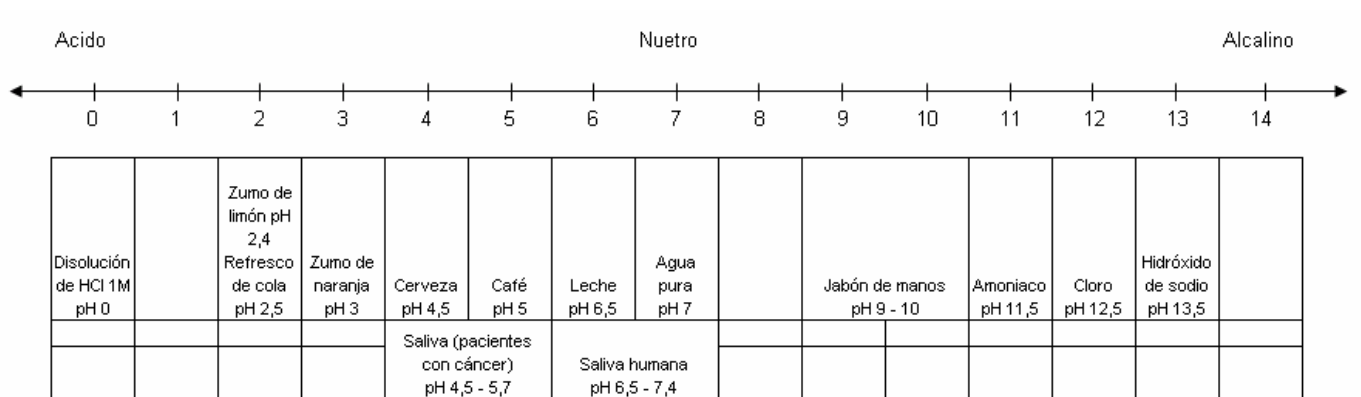 Acido Nuetro Alcalino
0 1 2 3 4 5 6 7 8 9 10 11 12 13 14
Disolución
de HCl 1M
pH 0
Zumo de
limón pH
2,4
Refresco
de cola
pH 2,5
Zumo de
naranja
pH 3
Cerveza
pH 4,5
Café
pH 5
Leche
pH 6,5
Agua
pura
pH 7
Jabón de manos
pH 9 - 10
Amoniaco
pH 11,5
Cloro
pH 12,5
Hidróxido
de sodio
pH 13,5
Saliva (pacientes
con cáncer)
pH 4,5 - 5,7
Saliva humana
pH 6,5 - 7,4